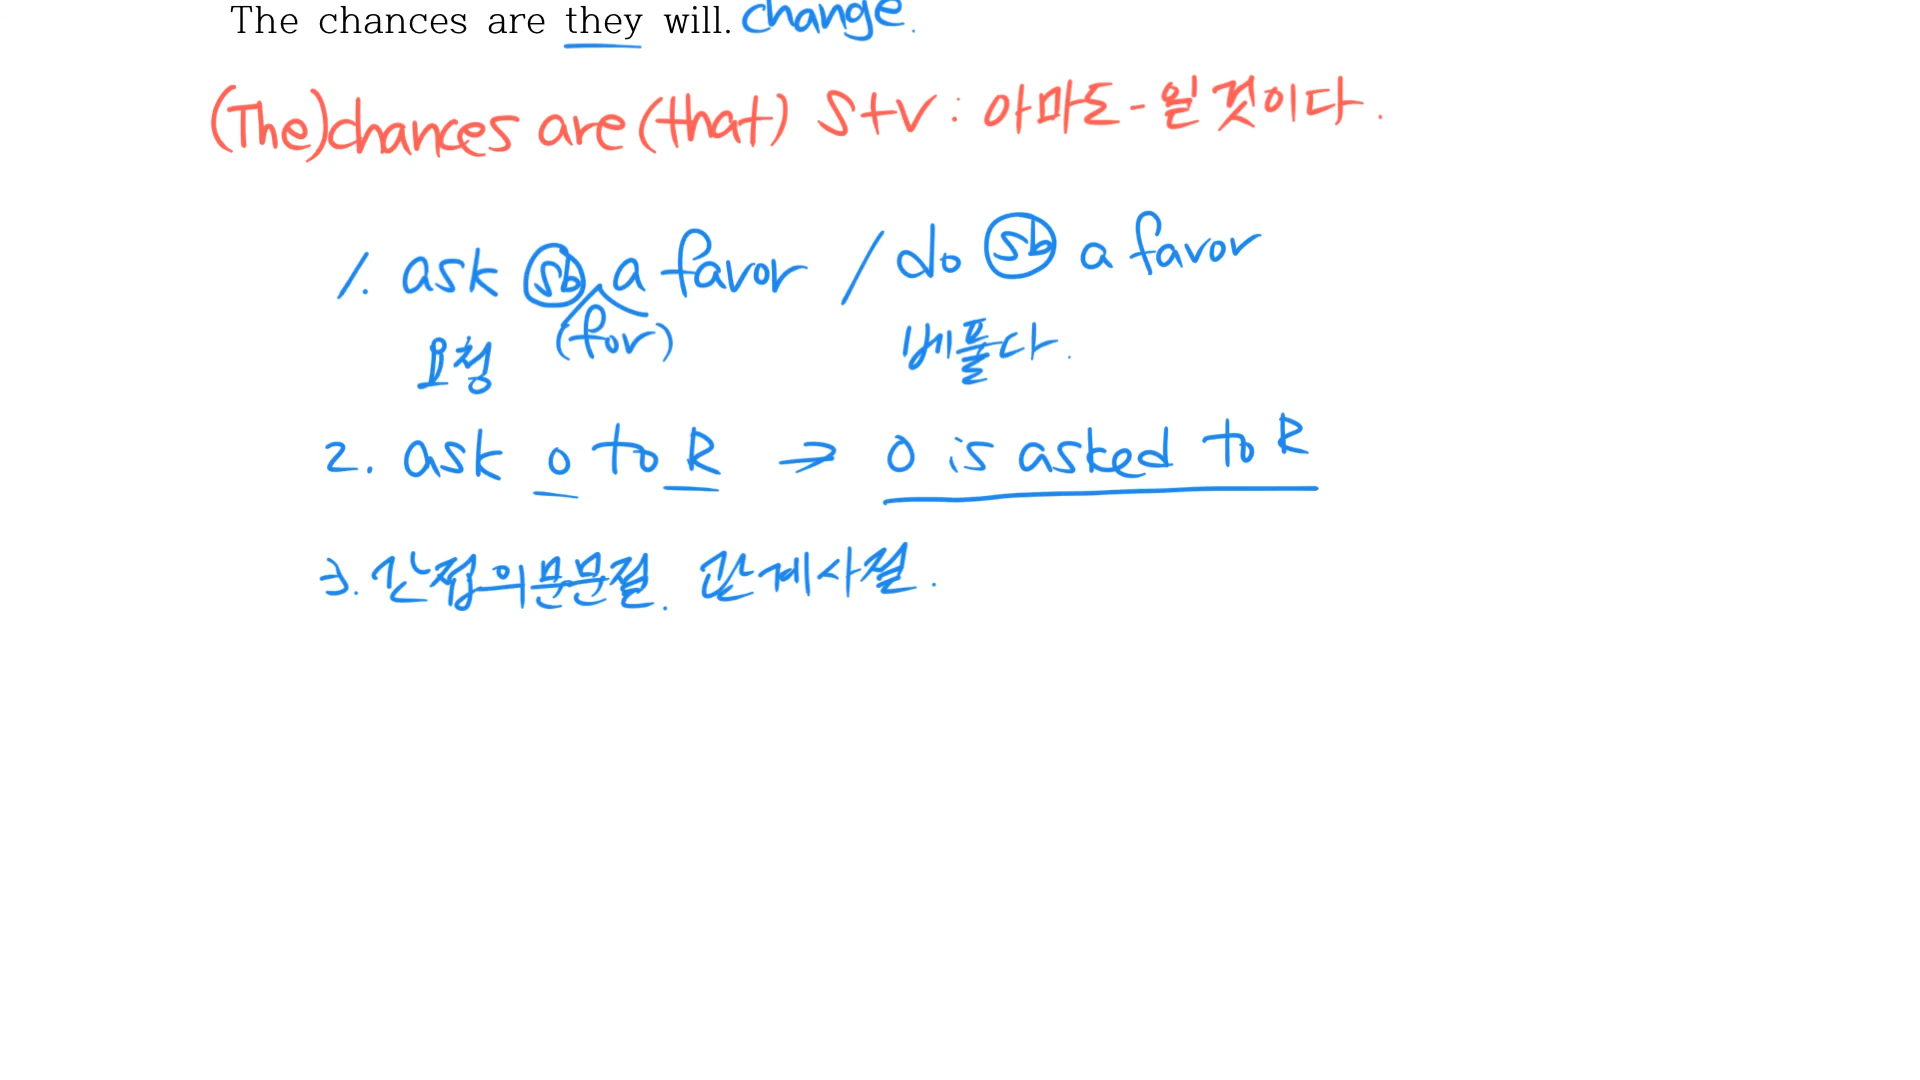 The chances are they will. change.
(The) chances are (that) S+V : 아마도 - 일 것이다.
1. ask sb a favor / do sb a favor
(for)
요청 베풀다.
2. ask o to R → O is asked to R
3. 간접의문문절. 관계사절.